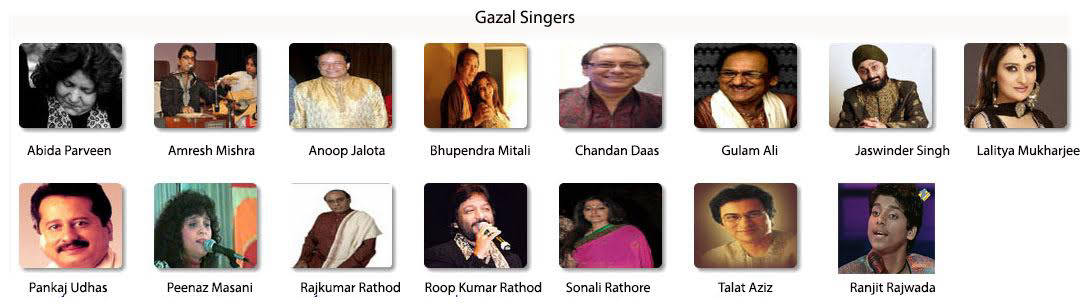 Gazal Singers
Abida Parveen Amresh Mishra Anoop Jalota Bhupendra Mitali Chandan Daas Gulam Ali Jaswinder Singh Lalitya Mukharjee
Pankaj Udhas Peenaz Masani Rajkumar Rathod Roop Kumar Rathod Sonali Rathore Talat Aziz Ranjit Rajwada